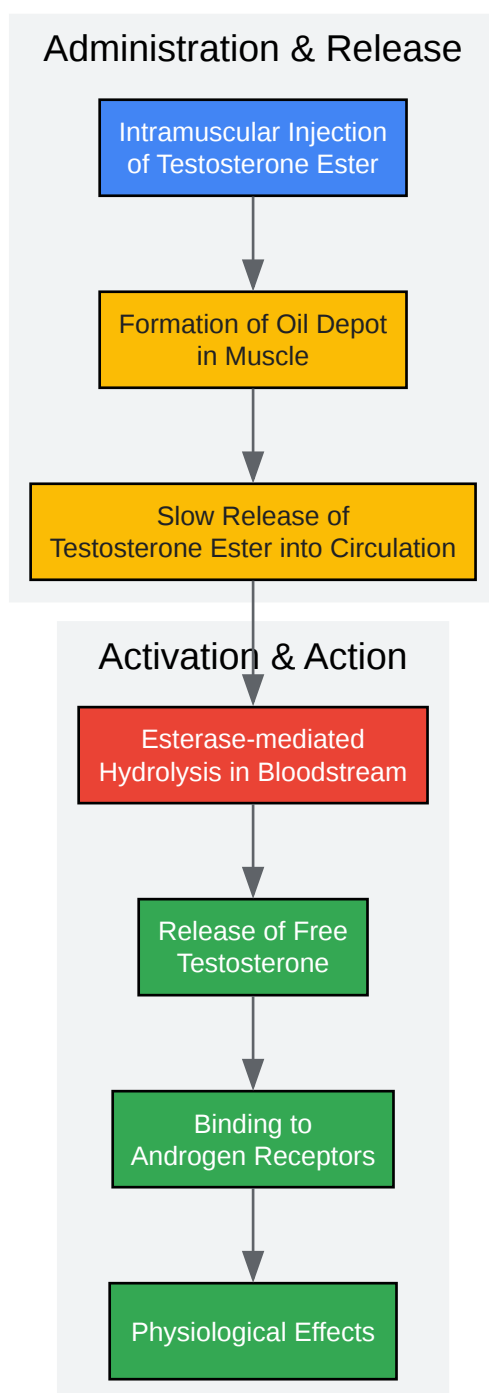 Administration & Release
Intramuscular Injection
of Testosterone Ester
Formation of Oil Depot
in Muscle
Slow Release of
Testosterone Ester into Circulation
Activation & Action
Esterase-mediated
Hydrolysis in Bloodstream
Release of Free
Testosterone
Binding to
Androgen Receptors
Physiological Effects